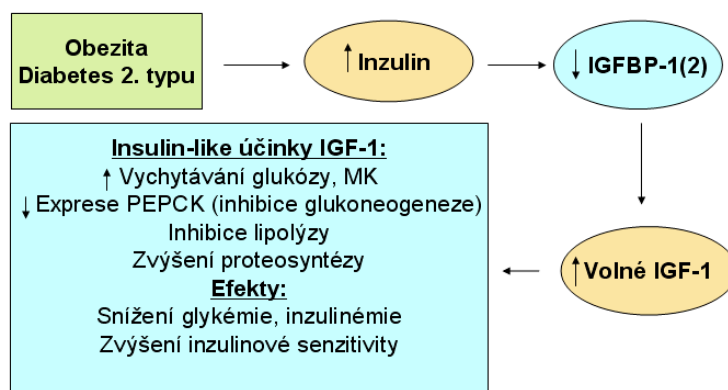 Obezita
Diabetes 2. typu
↑ Inzulin
↓ IGFBP-1(2)
↑ Volné IGF-1
Insulin-like účinky IGF-1:
↑ Vychytávání glukózy, MK
↓ Exprese PEPCK (inhibice glukoneogeneze)
Inhibice lipolýzy
Zvýšení proteosyntézy
Efekty:
Snížení glykémie, inzulinémie
Zvýšení inzulinové senzitivity